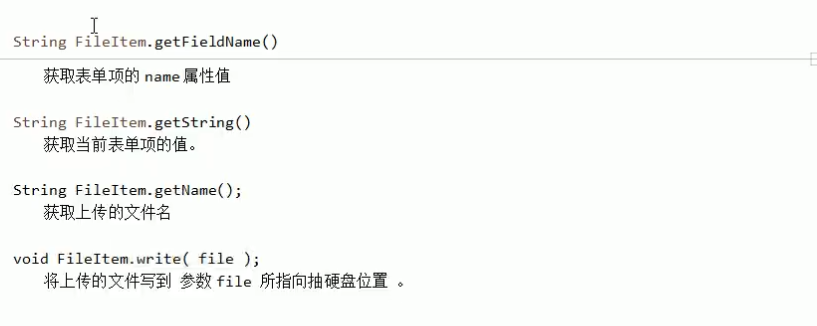 String FileItem.getFieldName()
获取表单项的 name 属性值
String FileItem.getString()
获取当前表单项的值。
String FileItem.getName();
获取上传的文件名
void FileItem.write( file );
将上传的文件写到 参数 file 所指向抽硬盘位置 。